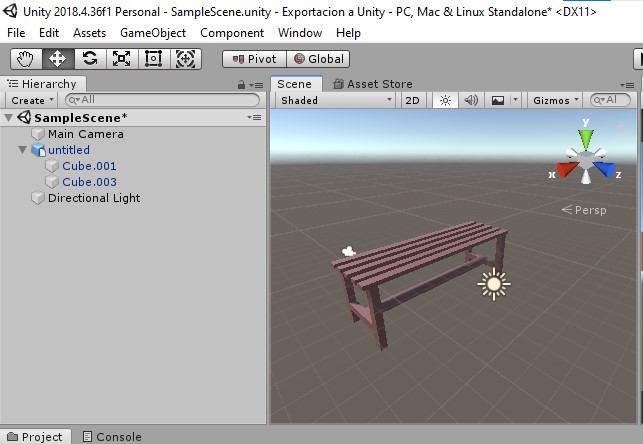 Unity 2018.4.36f1 Personal - SampleScene.unity - Exportacion a Unity - PC, Mac & Linux Standalone* <DX11>
File Edit Assets GameObject Component Window Help
Pivot Global
Hierarchy Scene Asset Store
Create All Shaded 2D Gizmos Al
SampleScene*
Main Camera
untitled
Cube.001
Cube.003
Directional Light
y
x z
Persp
Project Console